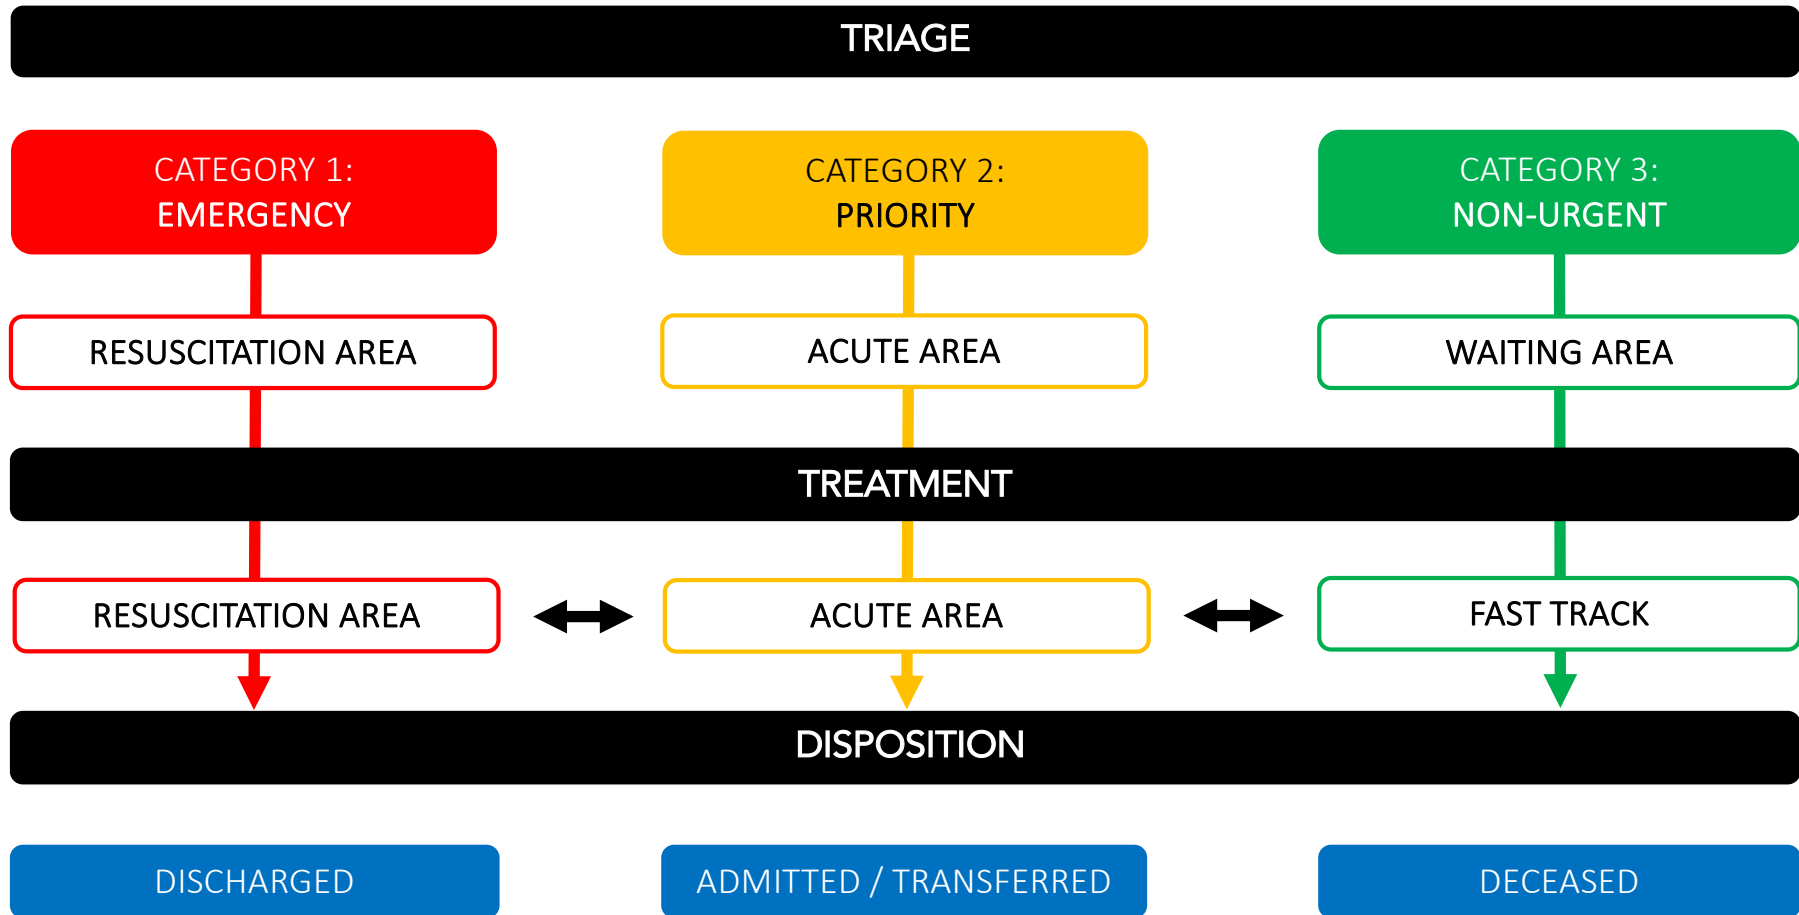 TRIAGE
CATEGORY 1:
EMERGENCY
CATEGORY 2:
PRIORITY
CATEGORY 3:
NON-URGENT
RESUSCITATION AREA
ACUTE AREA
WAITING AREA
TREATMENT
RESUSCITATION AREA
ACUTE AREA
FAST TRACK
DISPOSITION
DISCHARGED
ADMITTED / TRANSFERRED
DECEASED